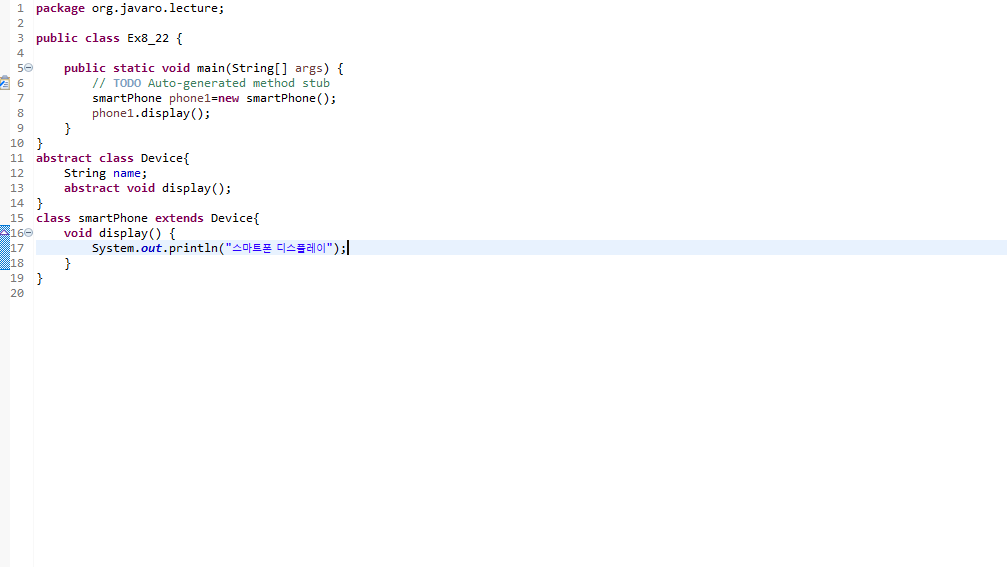 1 package org.javaro.lecture;
2
3 public class Ex8_22 {
4
5 public static void main(String[] args) {
6 // TODO Auto-generated method stub
7 smartPhone phone1=new smartPhone();
8 phone1.display();
9 }
10 }
11 abstract class Device{
12 String name;
13 abstract void display();
14 }
15 class smartPhone extends Device{
16 void display() {
17 System.out.println("스마트폰 디스플레이");
18 }
19 }
20